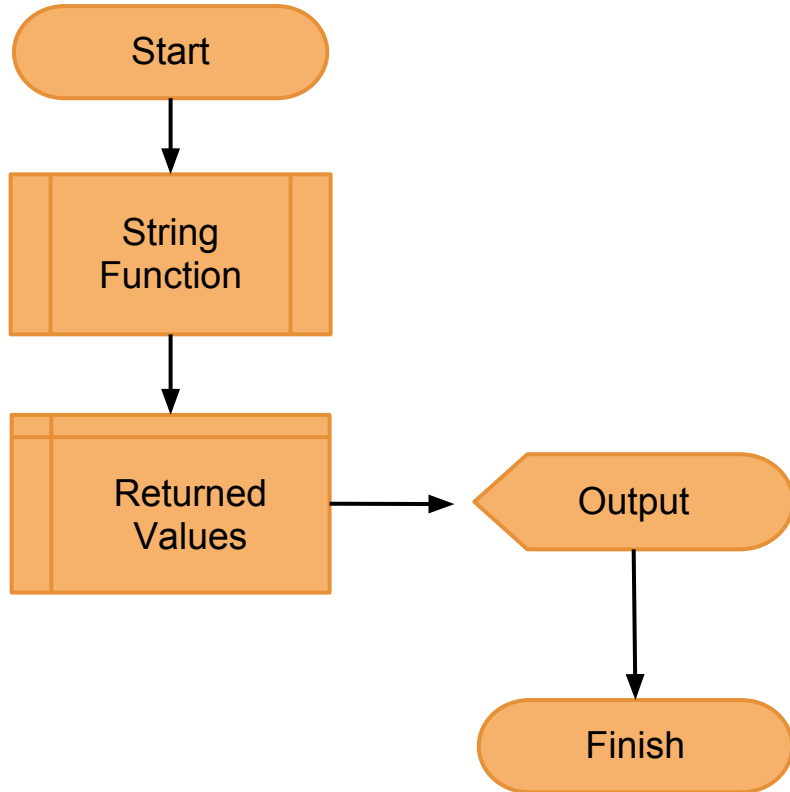 Start
String
Function
Returned
Values
Output
Finish